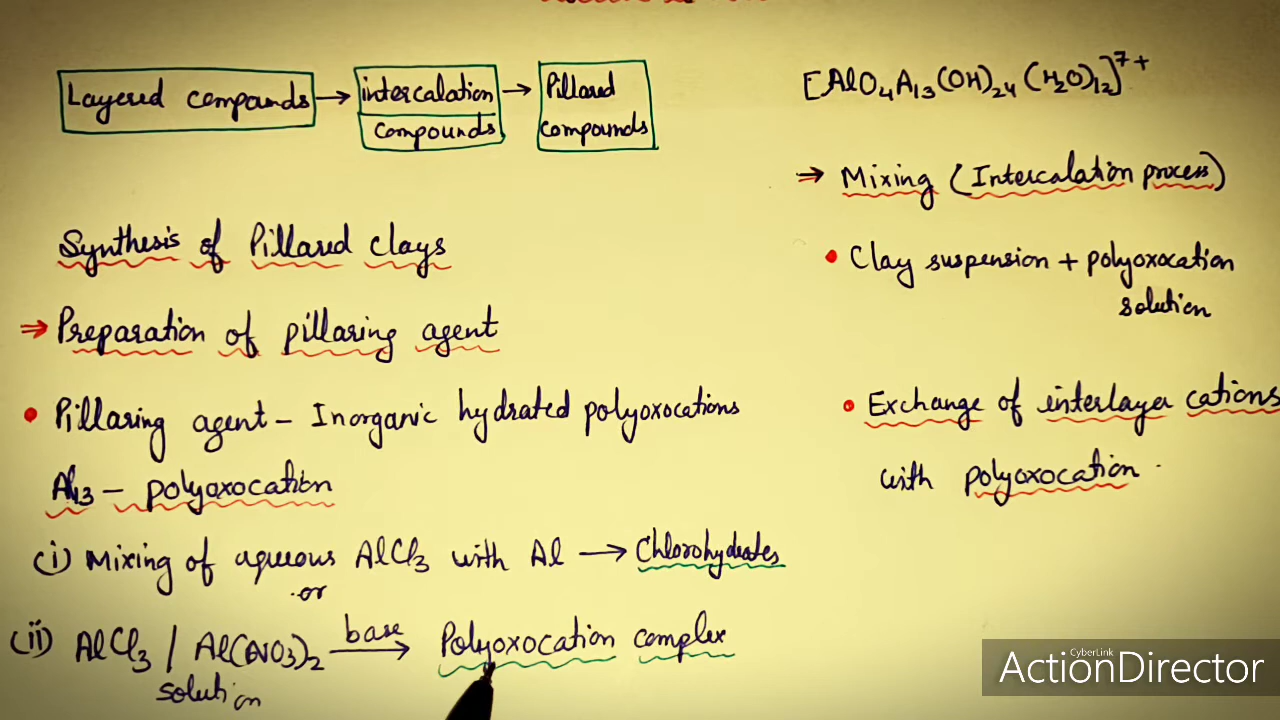 Layered compounds → intercalation compounds → Pillared compounds
Synthesis of Pillared clays
⇒ Preparation of pillaring agent
• Pillaring agent – Inorganic hydrated polyoxocations
Al13 – polyoxocation
(i) Mixing of aqueous AlCl3 with Al → Chlorohydrates
or
(ii) AlCl3 / Al(NO3)2 base → Polyoxocation complex
solution
[AlO4Al3(OH)24(H2O)12]7+
→ Mixing (Intercalation process)
• Clay suspension + polyoxocation
solution
• Exchange of interlayer cations
with polyoxocation
CyberLink
ActionDirector